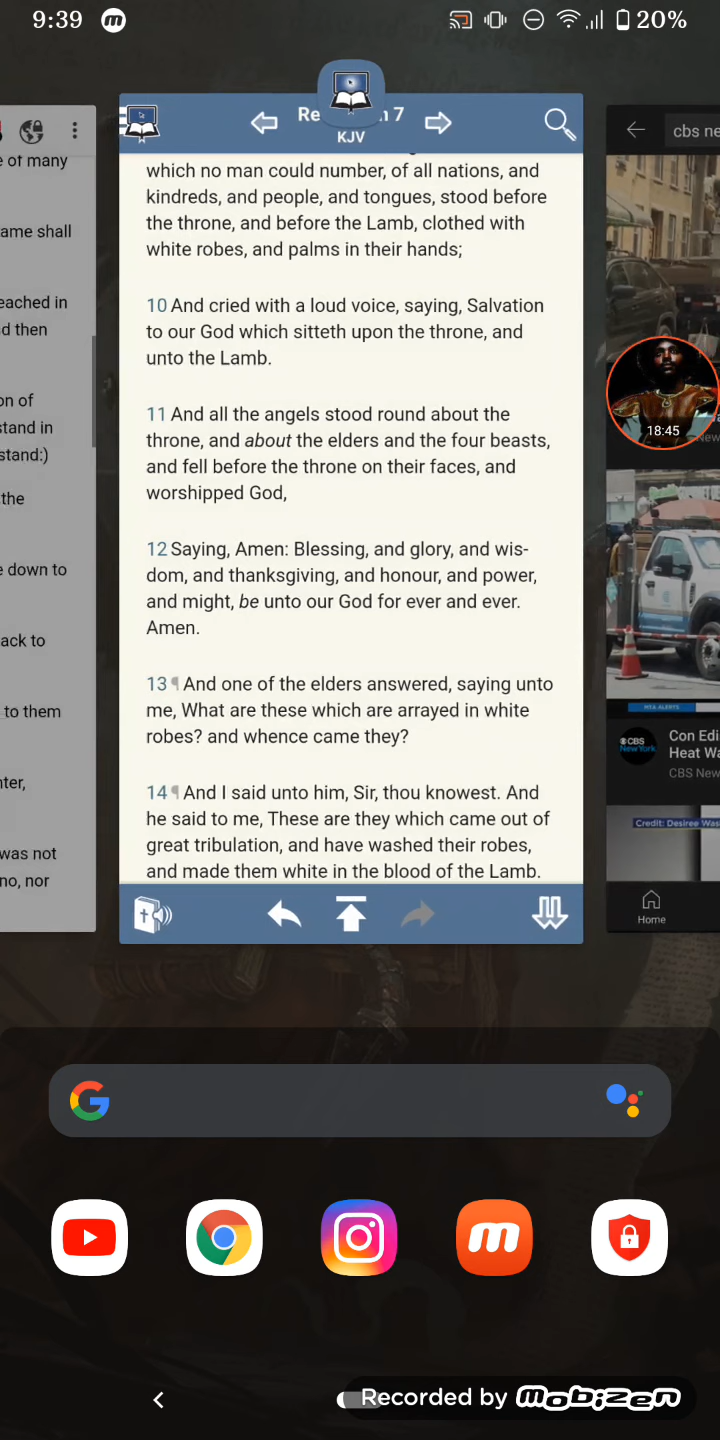 9:39
20%
e of many
ame shall
eached in
d then
on of
stand in
stand:)
the
e down to
ack to
to them
nter,
was not
no, nor
Re n 7
KJV
which no man could number, of all nations, and
kindreds, and people, and tongues, stood before
the throne, and before the Lamb, clothed with
white robes, and palms in their hands;
10 And cried with a loud voice, saying, Salvation
to our God which sitteth upon the throne, and
unto the Lamb.
11 And all the angels stood round about the
throne, and about the elders and the four beasts,
and fell before the throne on their faces, and
worshipped God,
12 Saying, Amen: Blessing, and glory, and wis-
dom, and thanksgiving, and honour, and power,
and might, be unto our God for ever and ever.
Amen.
13 ¶ And one of the elders answered, saying unto
me, What are these which are arrayed in white
robes? and whence came they?
14 ¶ And I said unto him, Sir, thou knowest. And
he said to me, These are they which came out of
great tribulation, and have washed their robes,
and made them white in the blood of the Lamb.
cbs ne
18:45
New
MTA ALERTS
CBS
New York
Con Edi
Heat Wa
CBS New
Credit: Desiree Was
Home
Recorded by mobizen